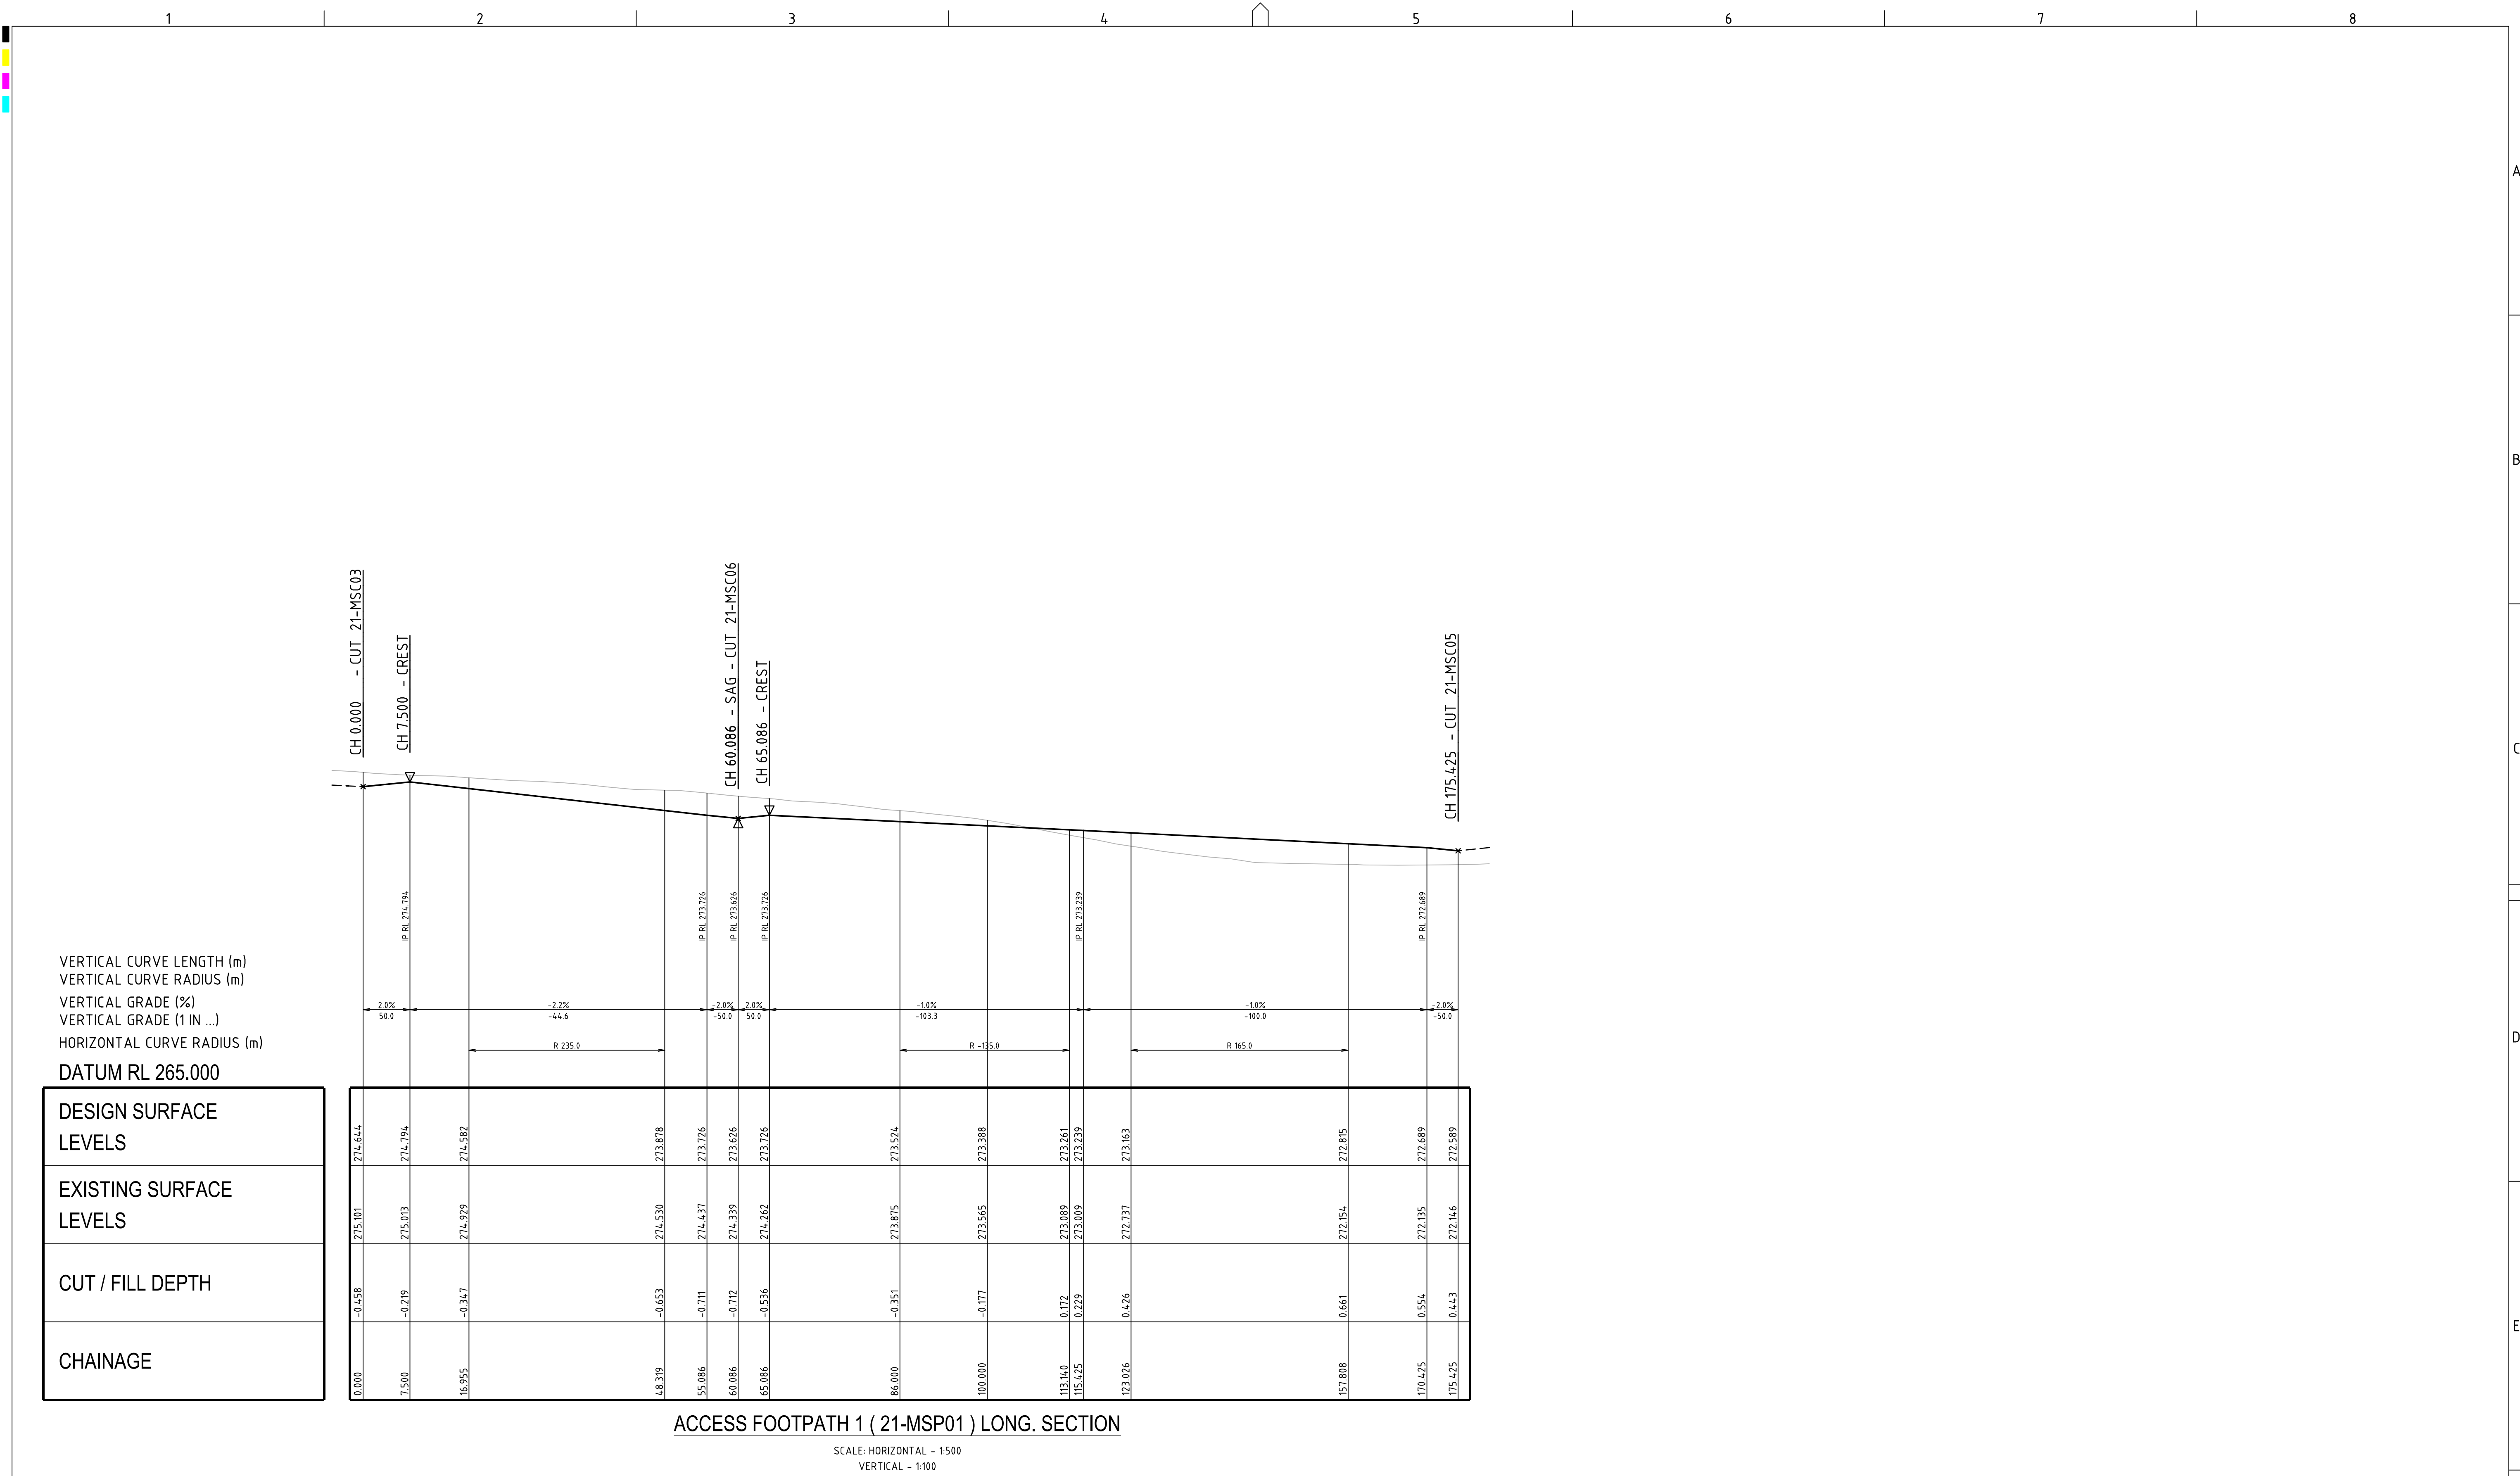 1 2 3 4 5 6 7 8
A
B
C
D
E
CH 0.000 - CUT 21-MSC03
CH 7.500 - CREST
CH 60.086 - SAG - CUT 21-MSC06
CH 65.086 - CREST
CH 175.425 - CUT 21-MSC05
IP RL 274.794
IP RL 273.726
IP RL 273.626
IP RL 273.726
IP RL 273.239
IP RL 272.689
VERTICAL CURVE LENGTH (m)
VERTICAL CURVE RADIUS (m)
VERTICAL GRADE (%)
2.0% -2.2% -2.0% 2.0% -1.0% -1.0% -2.0%
VERTICAL GRADE (1 IN ...)
50.0 -44.6 -50.0 50.0 -103.3 -100.0 -50.0
HORIZONTAL CURVE RADIUS (m)
R 235.0 R -135.0 R 165.0
DATUM RL 265.000
DESIGN SURFACE
LEVELS
274.644 274.794 274.582 273.878 273.726 273.626 273.726 273.524 273.388 273.261 273.239 273.163 272.815 272.689 272.589
EXISTING SURFACE
LEVELS
275.101 275.013 274.929 274.530 274.437 274.339 274.262 273.875 273.565 273.089 273.009 272.737 272.154 272.135 272.146
CUT / FILL DEPTH
-0.458 -0.219 -0.347 -0.653 -0.711 -0.712 -0.536 -0.351 -0.177 0.172 0.229 0.426 0.661 0.554 0.443
CHAINAGE
0.000 7.500 16.955 48.319 55.086 60.086 65.086 86.000 100.000 113.140 115.425 123.026 157.808 170.425 175.425
ACCESS FOOTPATH 1 ( 21-MSP01 ) LONG. SECTION
SCALE: HORIZONTAL - 1:500
VERTICAL - 1:100